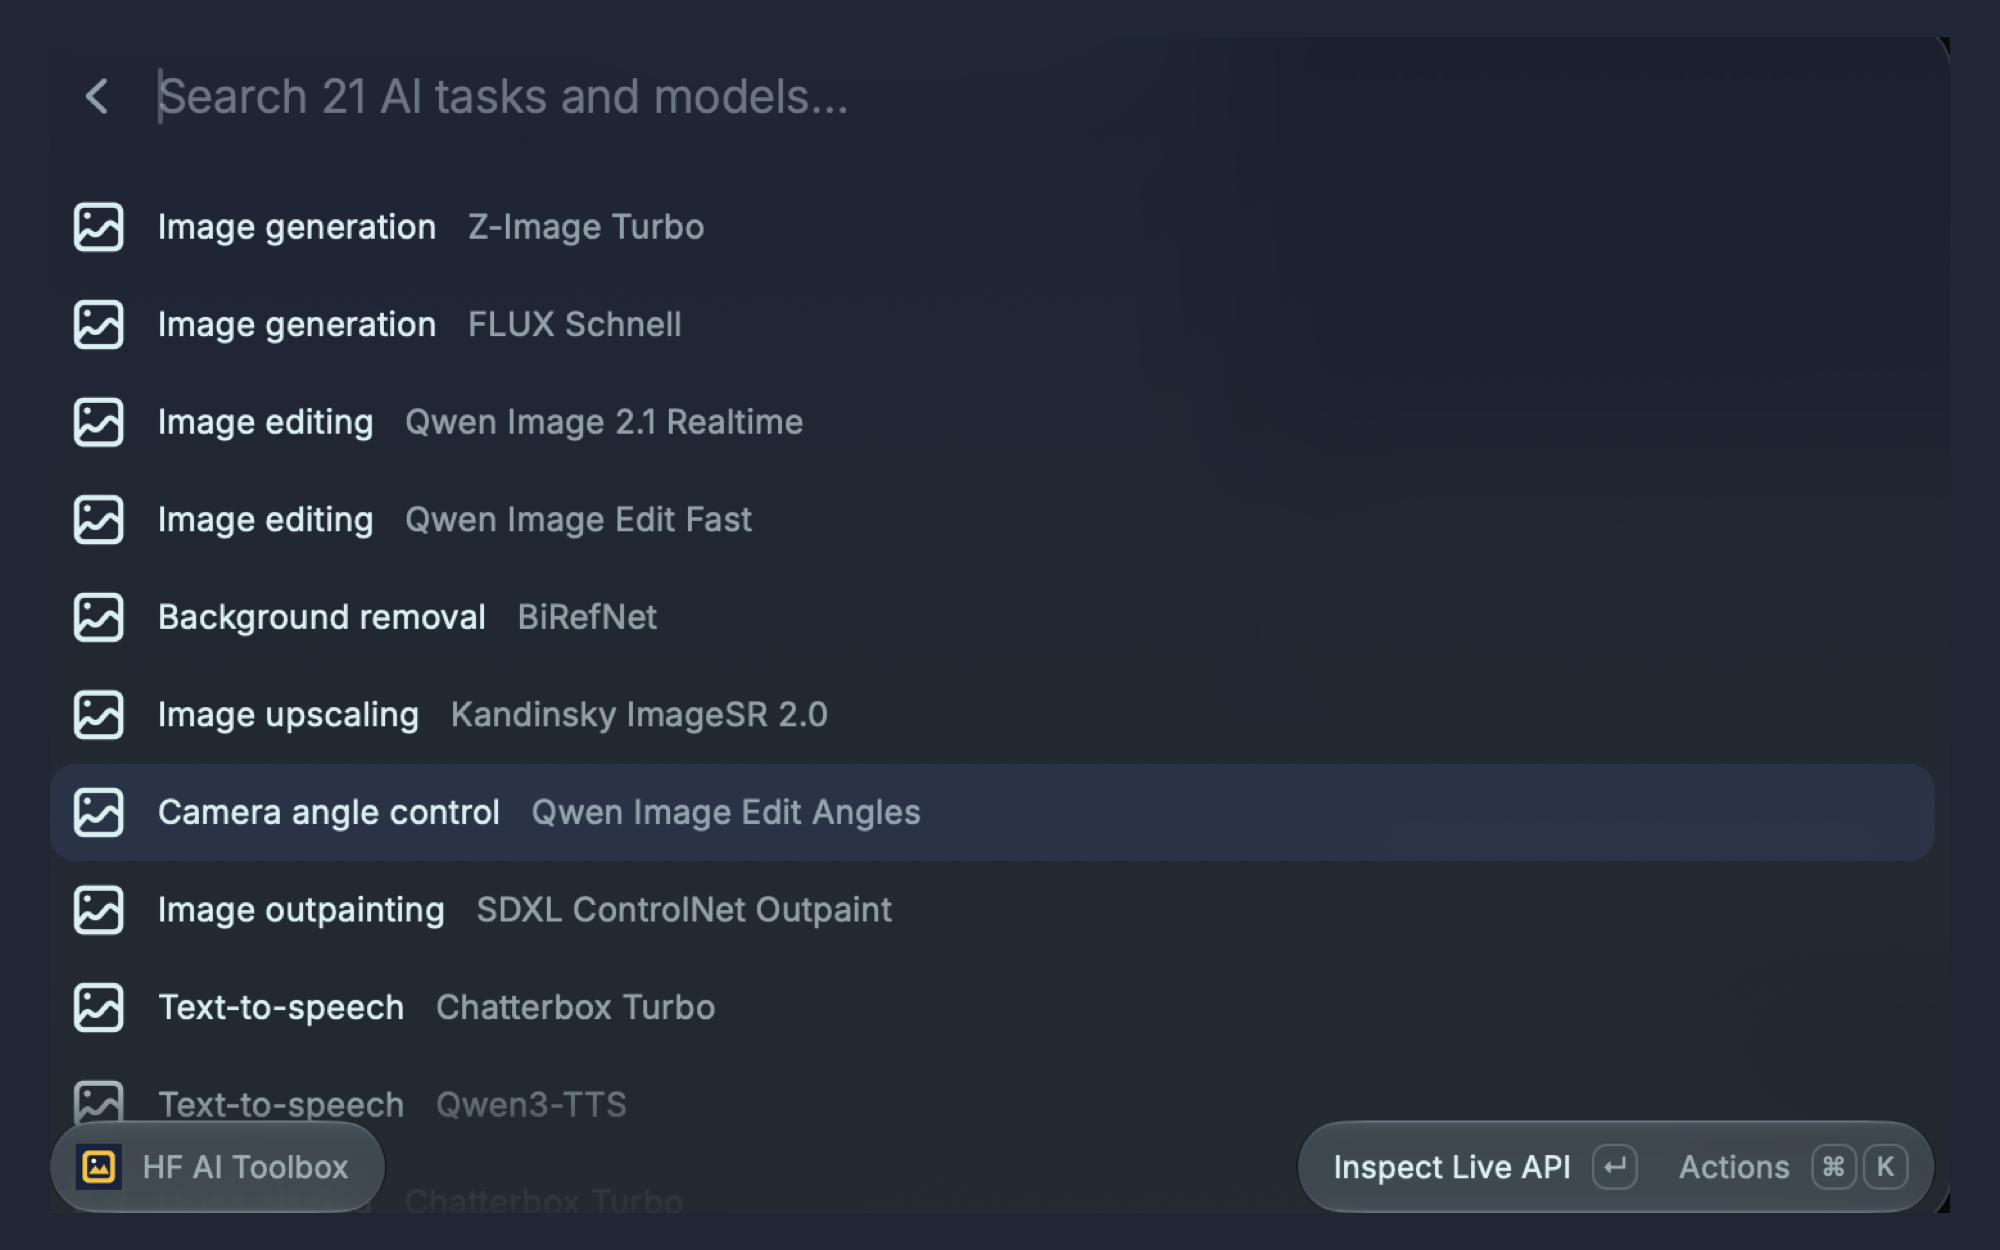 Search 21 AI tasks and models...
Image generation Z-Image Turbo
Image generation FLUX Schnell
Image editing Qwen Image 2.1 Realtime
Image editing Qwen Image Edit Fast
Background removal BiRefNet
Image upscaling Kandinsky ImageSR 2.0
Camera angle control Qwen Image Edit Angles
Image outpainting SDXL ControlNet Outpaint
Text-to-speech Chatterbox Turbo
Text-to-speech Qwen3-TTS
HF AI Toolbox
Inspect Live API ↵ Actions ⌘ K
Chatterbox Turbo